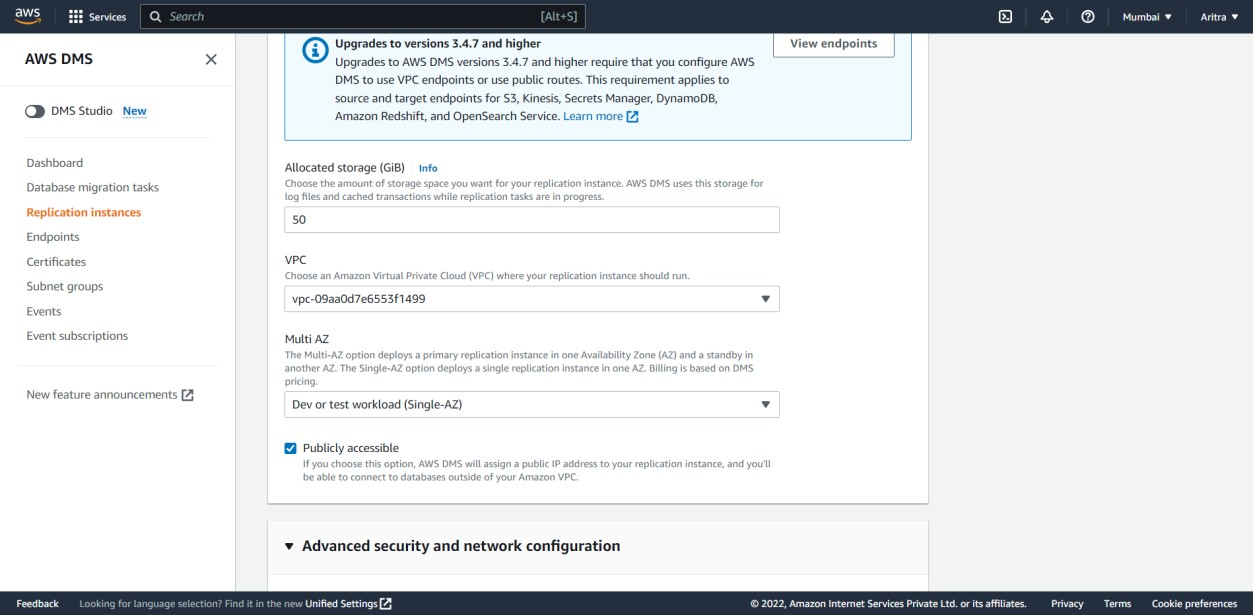 aws
Services
Search
[Alt+S]
Mumbai ▼
Aritra ▼
AWS DMS
DMS Studio New
Dashboard
Database migration tasks
Replication instances
Endpoints
Certificates
Subnet groups
Events
Event subscriptions
New feature announcements
Upgrades to versions 3.4.7 and higher
View endpoints
Upgrades to AWS DMS versions 3.4.7 and higher require that you configure AWS
DMS to use VPC endpoints or use public routes. This requirement applies to
source and target endpoints for S3, Kinesis, Secrets Manager, DynamoDB,
Amazon Redshift, and OpenSearch Service. Learn more
Allocated storage (GiB) Info
Choose the amount of storage space you want for your replication instance. AWS DMS uses this storage for
log files and cached transactions while replication tasks are in progress.
50
VPC
Choose an Amazon Virtual Private Cloud (VPC) where your replication instance should run.
vpc-09aa0d7e6553f1499
Multi AZ
The Multi-AZ option deploys a primary replication instance in one Availability Zone (AZ) and a standby in
another AZ. The Single-AZ option deploys a single replication instance in one AZ. Billing is based on DMS
pricing.
Dev or test workload (Single-AZ)
Publicly accessible
If you choose this option, AWS DMS will assign a public IP address to your replication instance, and you'll
be able to connect to databases outside of your Amazon VPC.
Advanced security and network configuration
Feedback
Looking for language selection? Find it in the new Unified Settings
© 2022, Amazon Internet Services Private Ltd. or its affiliates.
Privacy
Terms
Cookie preferences